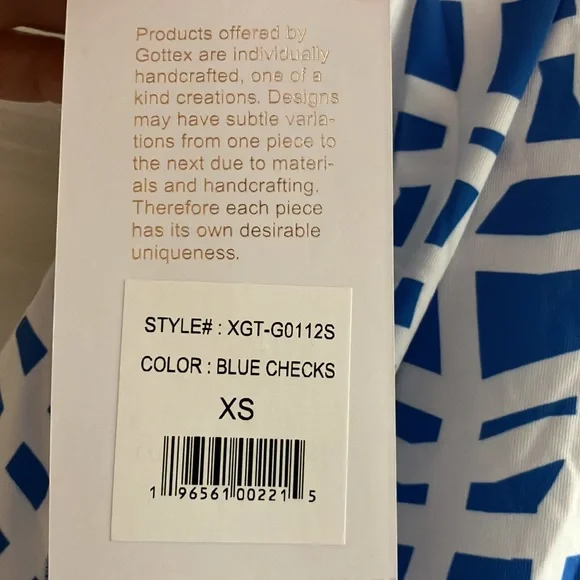 Products offered by
Gottex are individually
handcrafted, one of a
kind creations. Designs
may have subtle varia-
tions from one piece to
the next due to materi-
als and handcrafting.
Therefore each piece
has its own desirable
uniqueness.
STYLE# : XGT-G0112S
COLOR : BLUE CHECKS
XS
1 96561 00221 5